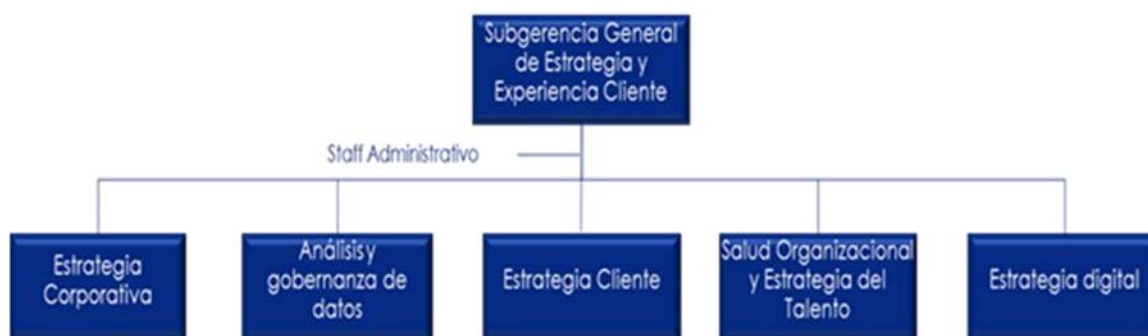 Subgerencia General
de Estrategia y
Experiencia Cliente
Staff Administrativo
Estrategia
Corporativa
Análisis y
gobernanza de
datos
Estrategia Cliente
Salud Organizacional
y Estrategia del
Talento
Estrategia digital